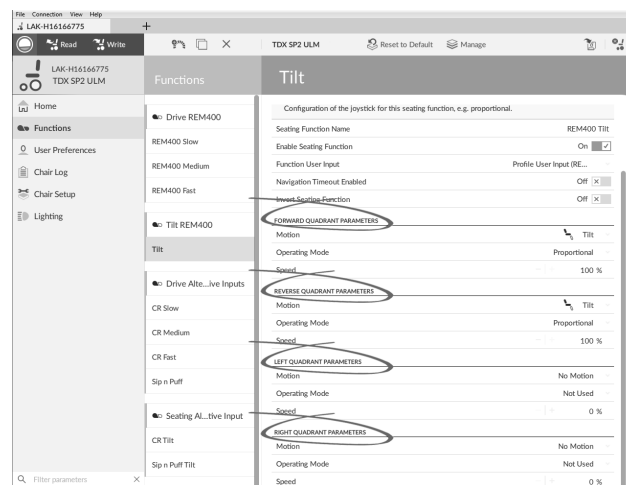 File Connection View Help
LAK-H16166775 +
Read Write TDX SP2 ULM Reset to Default Manage
LAK-H16166775
TDX SP2 ULM
Home
Functions
User Preferences
Chair Log
Chair Setup
Lighting
Filter parameters
Functions
Drive REM400
REM400 Slow
REM400 Medium
REM400 Fast
Tilt REM400
Tilt
Drive Alte...ive Inputs
CR Slow
CR Medium
CR Fast
Sip n Puff
Seating Al...tive Input
CR Tilt
Sip n Puff Tilt
Tilt
Configuration of the joystick for this seating function, e.g. proportional.
Seating Function Name REM400 Tilt
Enable Seating Function On
Function User Input Profile User Input (RE...
Navigation Timeout Enabled Off
Invert Seating Function Off
FORWARD QUADRANT PARAMETERS
Motion Tilt
Operating Mode Proportional
Speed 100 %
REVERSE QUADRANT PARAMETERS
Motion Tilt
Operating Mode Proportional
Speed 100 %
LEFT QUADRANT PARAMETERS
Motion No Motion
Operating Mode Not Used
Speed 0 %
RIGHT QUADRANT PARAMETERS
Motion No Motion
Operating Mode Not Used
Speed 0 %